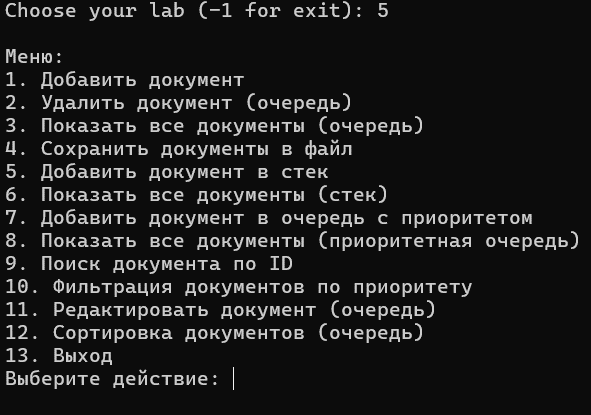 Choose your lab (-1 for exit): 5
Меню:
1. Добавить документ
2. Удалить документ (очередь)
3. Показать все документы (очередь)
4. Сохранить документы в файл
5. Добавить документ в стек
6. Показать все документы (стек)
7. Добавить документ в очередь с приоритетом
8. Показать все документы (приоритетная очередь)
9. Поиск документа по ID
10. Фильтрация документов по приоритету
11. Редактировать документ (очередь)
12. Сортировка документов (очередь)
13. Выход
Выберите действие: